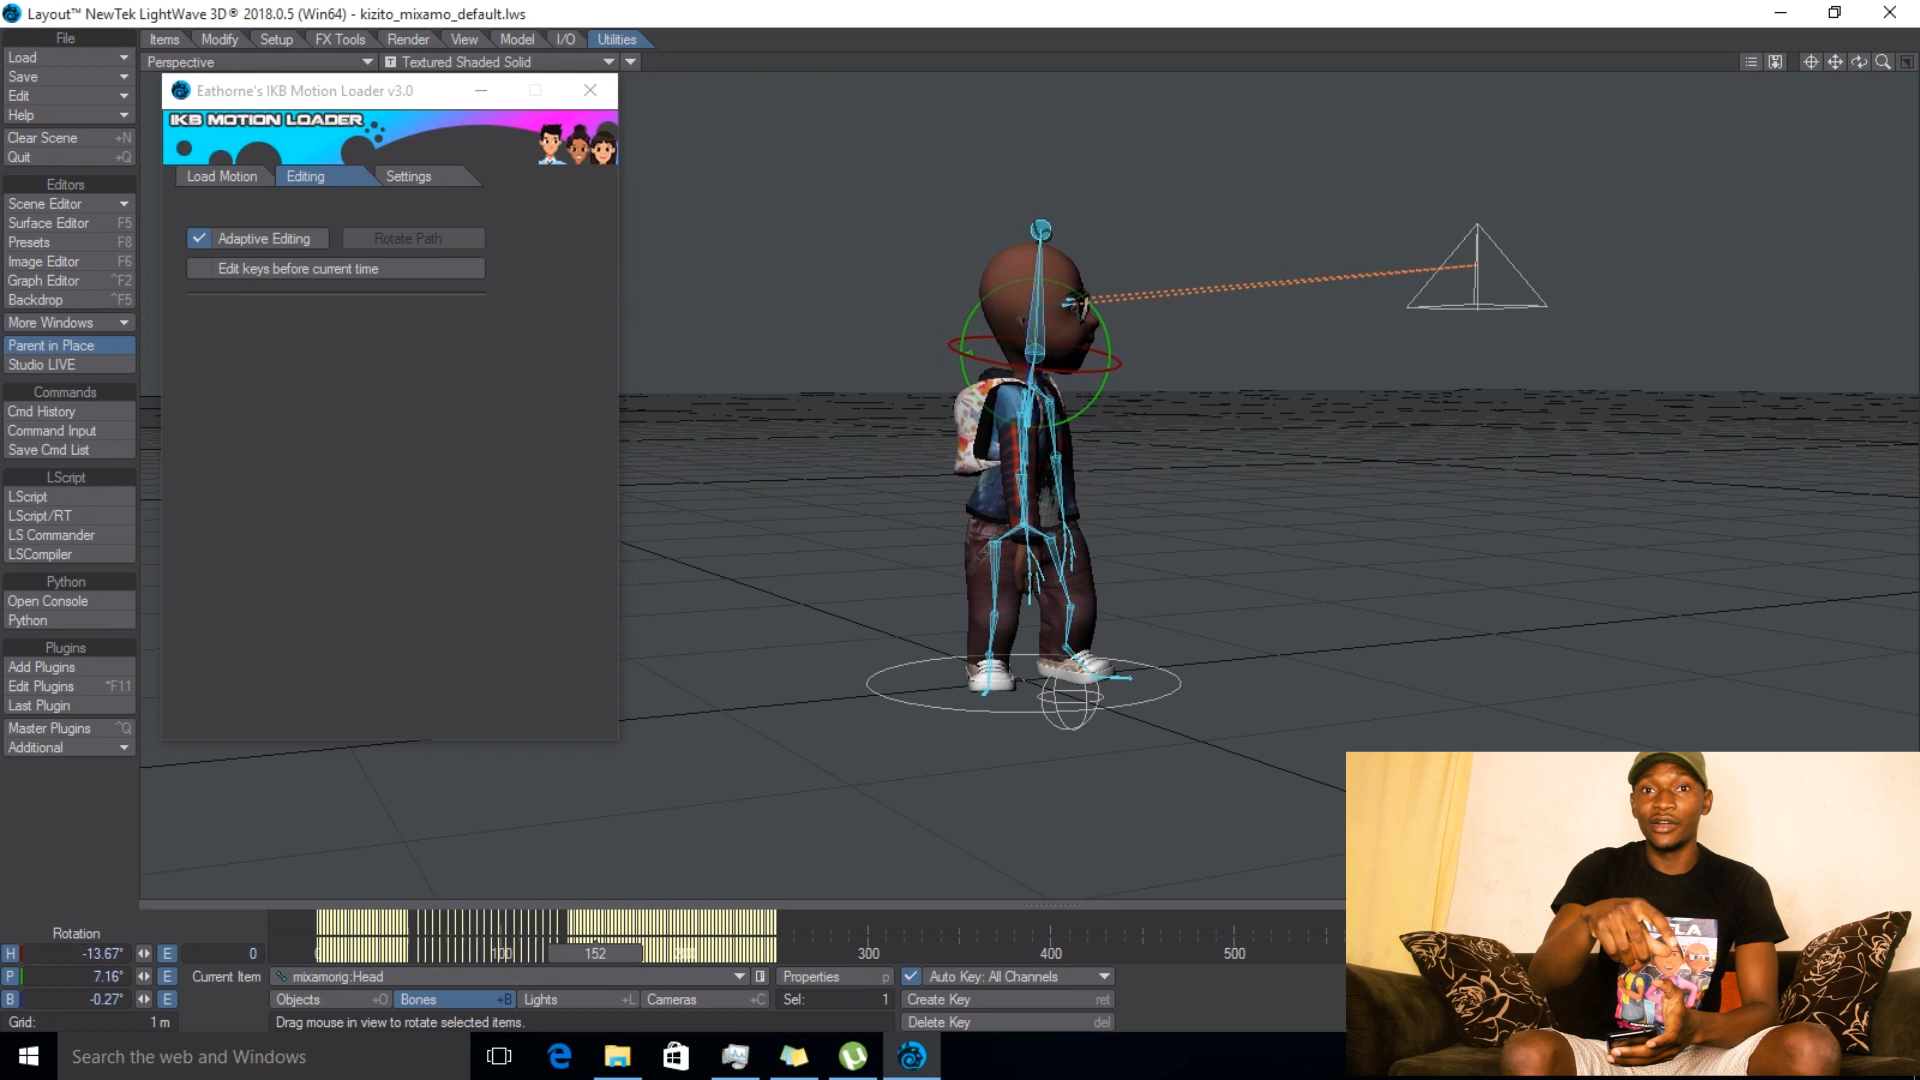 Layout™ NewTek LightWave 3D® 2018.0.5 (Win64) - kizito_mixamo_default.lws
File
Load
Save
Edit
Help
Clear Scene +N
Quit +Q
Editors
Scene Editor
Surface Editor F5
Presets F8
Image Editor F6
Graph Editor ^F2
Backdrop ^F5
More Windows
Parent in Place
Studio LIVE
Commands
Cmd History
Command Input
Save Cmd List
LScript
LScript
LScript/RT
LS Commander
LSCompiler
Python
Open Console
Python
Plugins
Add Plugins
Edit Plugins *F11
Last Plugin
Master Plugins ^Q
Additional
Items Modify Setup FX Tools Render View Model I/O Utilities
Perspective T Textured Shaded Solid
Eathorne's IKB Motion Loader v3.0
IKB MOTION LOADER
Load Motion Editing Settings
Adaptive Editing Rotate Path
Edit keys before current time
Rotation
H -13.67° E
P 7.16° E
B -0.27° E
Grid: 1 m
0 0 100 152 200 300 400 500
Current Item mixamorig:Head Properties p Auto Key: All Channels
Objects +O Bones +B Lights +L Cameras +C Sel: 1 Create Key ret
Drag mouse in view to rotate selected items. Delete Key del
Search the web and Windows